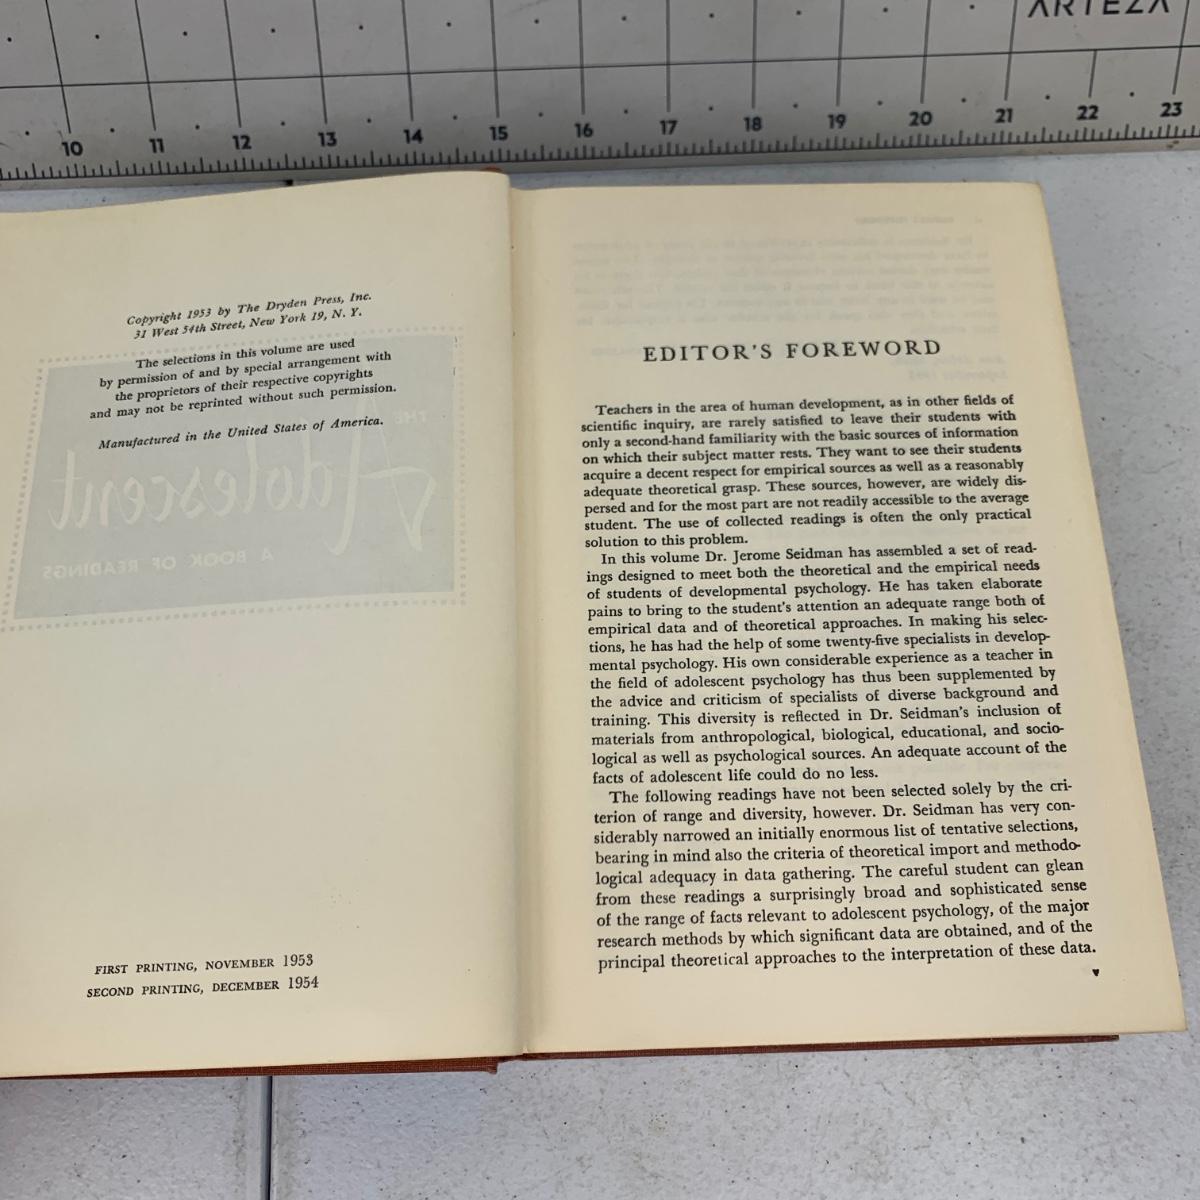 ARTEZA
10 11 12 13 14 15 16 17 18 19 20 21 22 23
Copyright 1953 by The Dryden Press, Inc.
31 West 54th Street, New York 19, N. Y.
The selections in this volume are used
by permission of and by special arrangement with
the proprietors of their respective copyrights
and may not be reprinted without such permission.
Manufactured in the United States of America.
THE
Adolescent
A BOOK OF READINGS
FIRST PRINTING, NOVEMBER 1953
SECOND PRINTING, DECEMBER 1954
EDITOR'S FOREWORD
Teachers in the area of human development, as in other fields of
scientific inquiry, are rarely satisfied to leave their students with
only a second-hand familiarity with the basic sources of information
on which their subject matter rests. They want to see their students
acquire a decent respect for empirical sources as well as a reasonably
adequate theoretical grasp. These sources, however, are widely dis-
persed and for the most part are not readily accessible to the average
student. The use of collected readings is often the only practical
solution to this problem.
In this volume Dr. Jerome Seidman has assembled a set of read-
ings designed to meet both the theoretical and the empirical needs
of students of developmental psychology. He has taken elaborate
pains to bring to the student's attention an adequate range both of
empirical data and of theoretical approaches. In making his selec-
tions, he has had the help of some twenty-five specialists in develop-
mental psychology. His own considerable experience as a teacher in
the field of adolescent psychology has thus been supplemented by
the advice and criticism of specialists of diverse background and
training. This diversity is reflected in Dr. Seidman's inclusion of
materials from anthropological, biological, educational, and socio-
logical as well as psychological sources. An adequate account of the
facts of adolescent life could do no less.
The following readings have not been selected solely by the cri-
terion of range and diversity, however. Dr. Seidman has very con-
siderably narrowed an initially enormous list of tentative selections,
bearing in mind also the criteria of theoretical import and methodo-
logical adequacy in data gathering. The careful student can glean
from these readings a surprisingly broad and sophisticated sense
of the range of facts relevant to adolescent psychology, of the major
research methods by which significant data are obtained, and of the
principal theoretical approaches to the interpretation of these data.
v